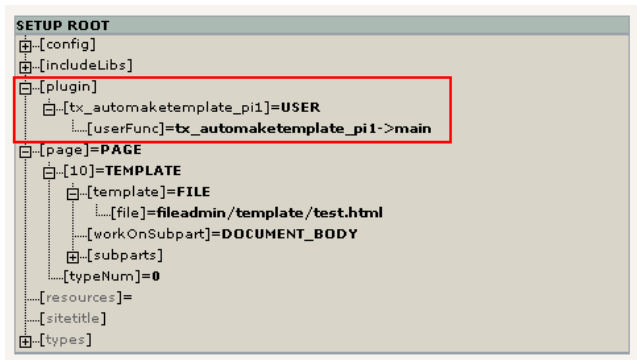 SETUP ROOT
[config]
[includeLibs]
[plugin]
[tx_automaketemplate_pi1]=USER
[userFunc]=tx_automaketemplate_pi1->main
[page]=PAGE
[10]=TEMPLATE
[template]=FILE
[file]=fileadmin/template/test.html
[workOnSubpart]=DOCUMENT_BODY
[subparts]
[typeNum]=0
[resources]=
[sitetitle]
[types]